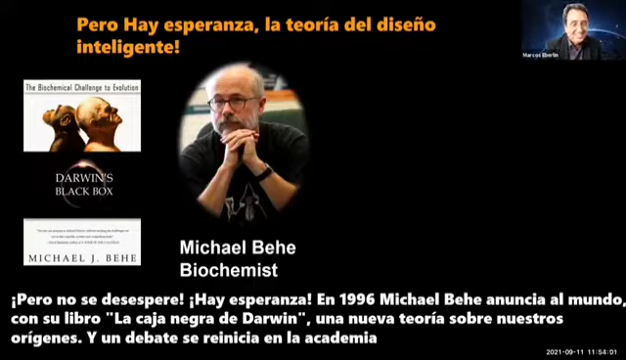 Pero Hay esperanza, la teoría del diseño
inteligente!
Marcos Eberlin
The Biochemical Challenge to Evolution
DARWIN'S
BLACK BOX
MICHAEL J. BEHE
Michael Behe
Biochemist
¡Pero no se desespere! ¡Hay esperanza! En 1996 Michael Behe anuncia al mundo,
con su libro "La caja negra de Darwin", una nueva teoría sobre nuestros
orígenes. Y un debate se reinicia en la academia
2021-09-11 11:54:01